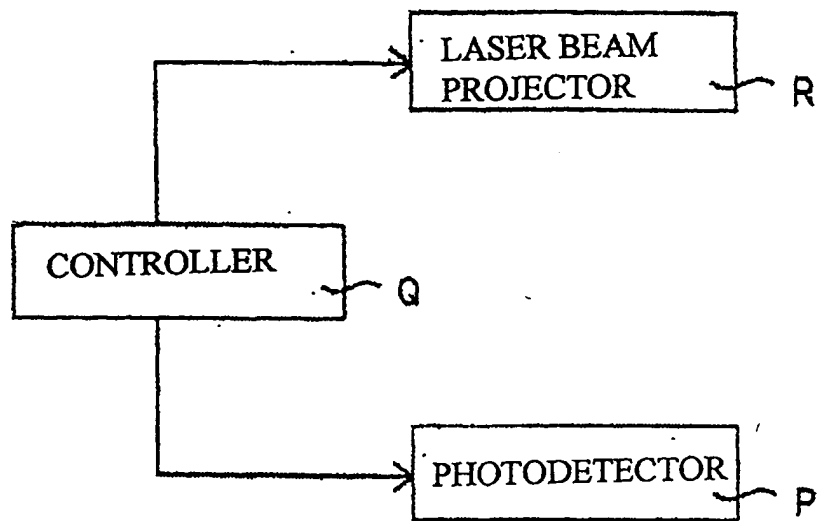 LASER BEAM
PROJECTOR
R
CONTROLLER
Q
PHOTODETECTOR
P